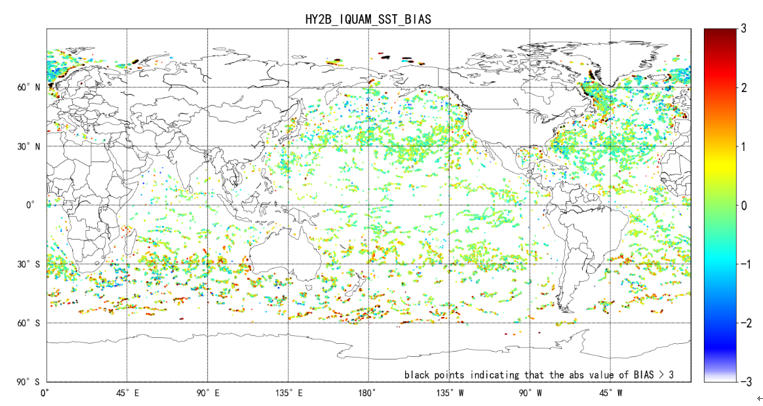 HY2B_IQUAM_SST_BIAS
60° N
30° N
0°
30° S
60° S
90° S
0°
45° E
90° E
135° E
180°
135° W
90° W
45° W
black points indicating that the abs value of BIAS > 3
3
2
1
0
−1
−2
−3